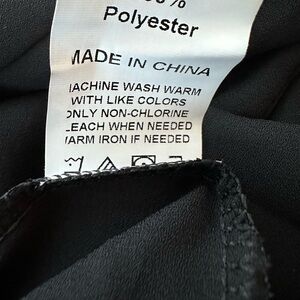 Polyester
MADE IN CHINA
ACHINE WASH WARM
WITH LIKE COLORS
ONLY NON-CHLORINE
LEACH WHEN NEEDED
ARM IRON IF NEEDED